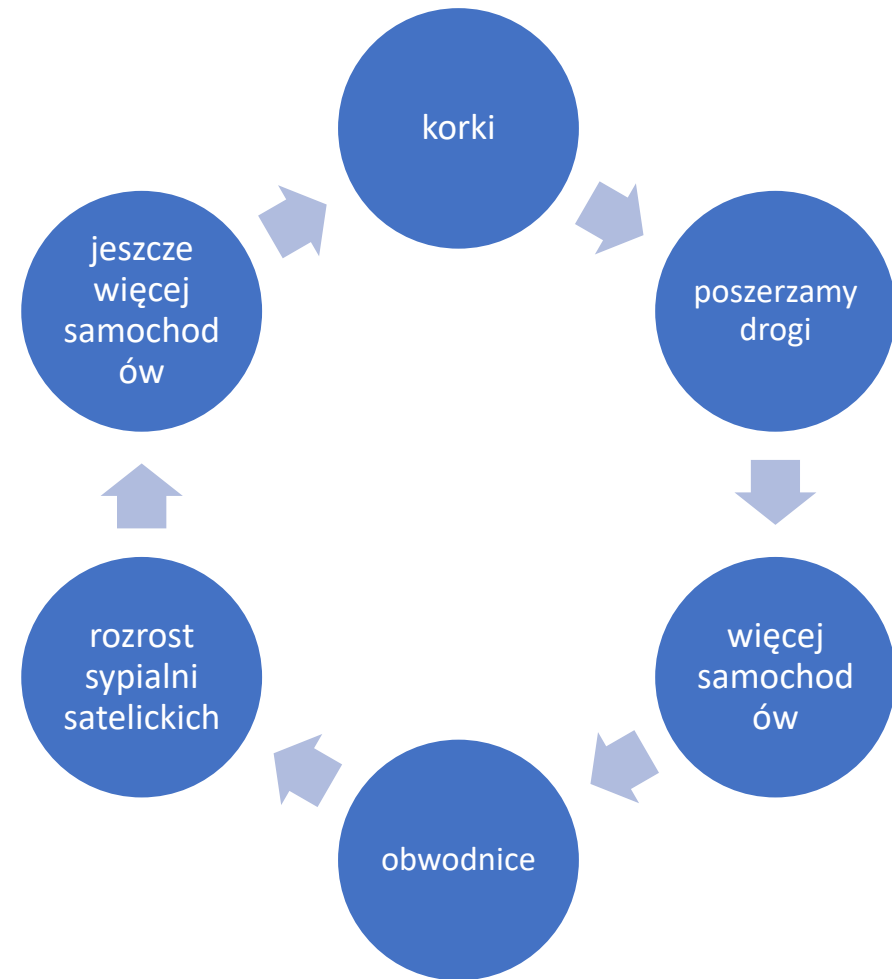 korki
poszerzamy
drogi
więcej
samochod
ów
obwodnice
rozrost
sypialni
satelickich
jeszcze
więcej
samochod
ów